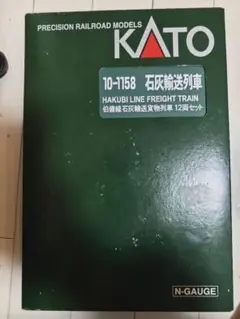 PRECISION RAILROAD MODELS
KATO
10-1158 石灰輸送列車
HAKUBI LINE FREIGHT TRAIN
伯備線石灰輸送貨物列車 12両セット
N-GAUGE